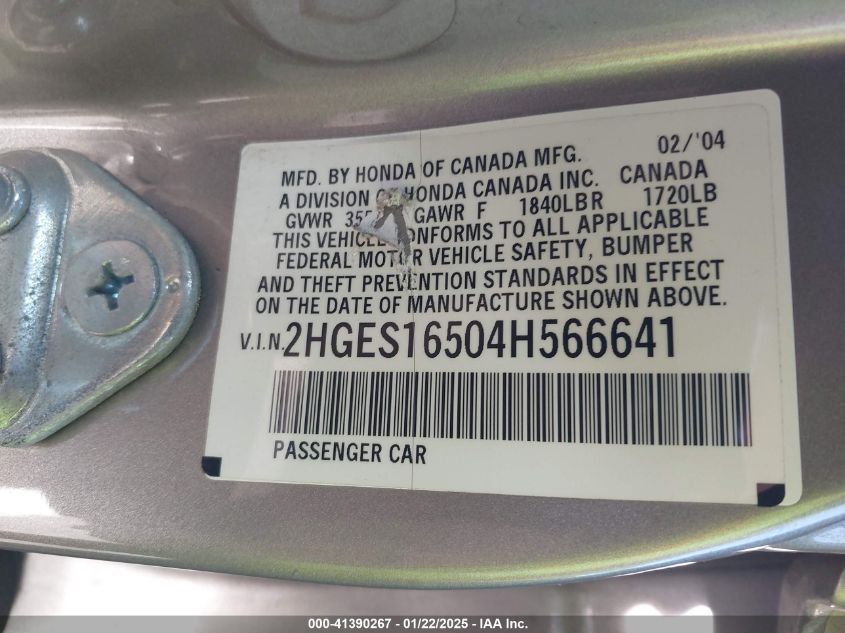 MFD. BY HONDA OF CANADA MFG. 02/'04
A DIVISION OF HONDA CANADA INC. CANADA
GVWR GAWR F 1840LB R 1720LB
THIS VEHICLE CONFORMS TO ALL APPLICABLE
FEDERAL MOTOR VEHICLE SAFETY, BUMPER
AND THEFT PREVENTION STANDARDS IN EFFECT
ON THE DATE OF MANUFACTURE SHOWN ABOVE.
V.I.N. 2HGES16504H566641
PASSENGER CAR
000-41390267 - 01/22/2025 - IAA Inc.